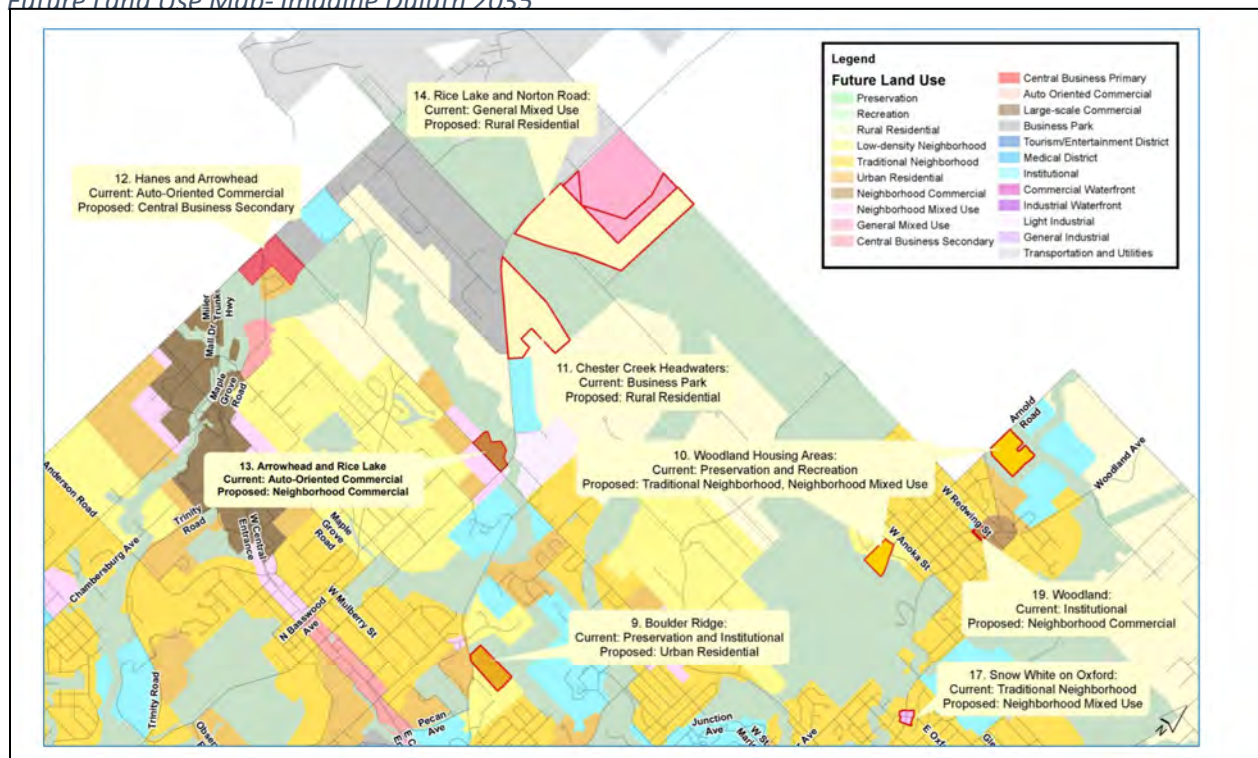 Future Land Use Map- Imagine Duluth 2035
Legend
Future Land Use
Preservation
Recreation
Rural Residential
Low-density Neighborhood
Traditional Neighborhood
Urban Residential
Neighborhood Commercial
Neighborhood Mixed Use
General Mixed Use
Central Business Secondary
Central Business Primary
Auto Oriented Commercial
Large-scale Commercial
Business Park
Tourism/Entertainment District
Medical District
Institutional
Commercial Waterfront
Industrial Waterfront
Light Industrial
General Industrial
Transportation and Utilities
14. Rice Lake and Norton Road:
Current: General Mixed Use
Proposed: Rural Residential
12. Hanes and Arrowhead
Current: Auto-Oriented Commercial
Proposed: Central Business Secondary
11. Chester Creek Headwaters:
Current: Business Park
Proposed: Rural Residential
13. Arrowhead and Rice Lake
Current: Auto-Oriented Commercial
Proposed: Neighborhood Commercial
10. Woodland Housing Areas:
Current: Preservation and Recreation
Proposed: Traditional Neighborhood, Neighborhood Mixed Use
9. Boulder Ridge:
Current: Preservation and Institutional
Proposed: Urban Residential
19. Woodland:
Current: Institutional
Proposed: Neighborhood Commercial
17. Snow White on Oxford:
Current: Traditional Neighborhood
Proposed: Neighborhood Mixed Use
Miller
Trunk
Hwy
Mall Dr
Maple
Grove
Road
Anderson Road
Trinity
Road
Chambersburg Ave
W Central
Entrance
Maple
Grove
Road
N Basswood
Ave
W Mulberry St
Trinity Road
Pecan
Ave
Junction
Ave
W St
E Oxf
Arnold
Road
Woodland Ave
W Redwing St
W Anoka St
N